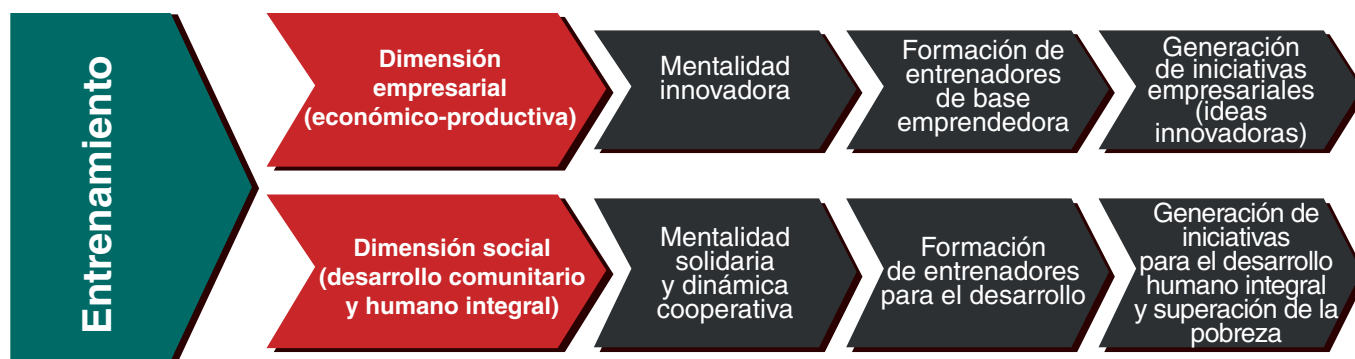 Entrenamiento
Dimensión
empresarial
(económico-productiva)
Mentalidad
innovadora
Formación de
entrenadores
de base
emprendedora
Generación
de iniciativas
empresariales
(ideas
innovadoras)
Dimensión social
(desarrollo comunitario
y humano integral)
Mentalidad
solidaria
y dinámica
cooperativa
Formación
de entrenadores
para el desarrollo
Generación de
iniciativas
para el desarrollo
humano integral
y superación de la
pobreza